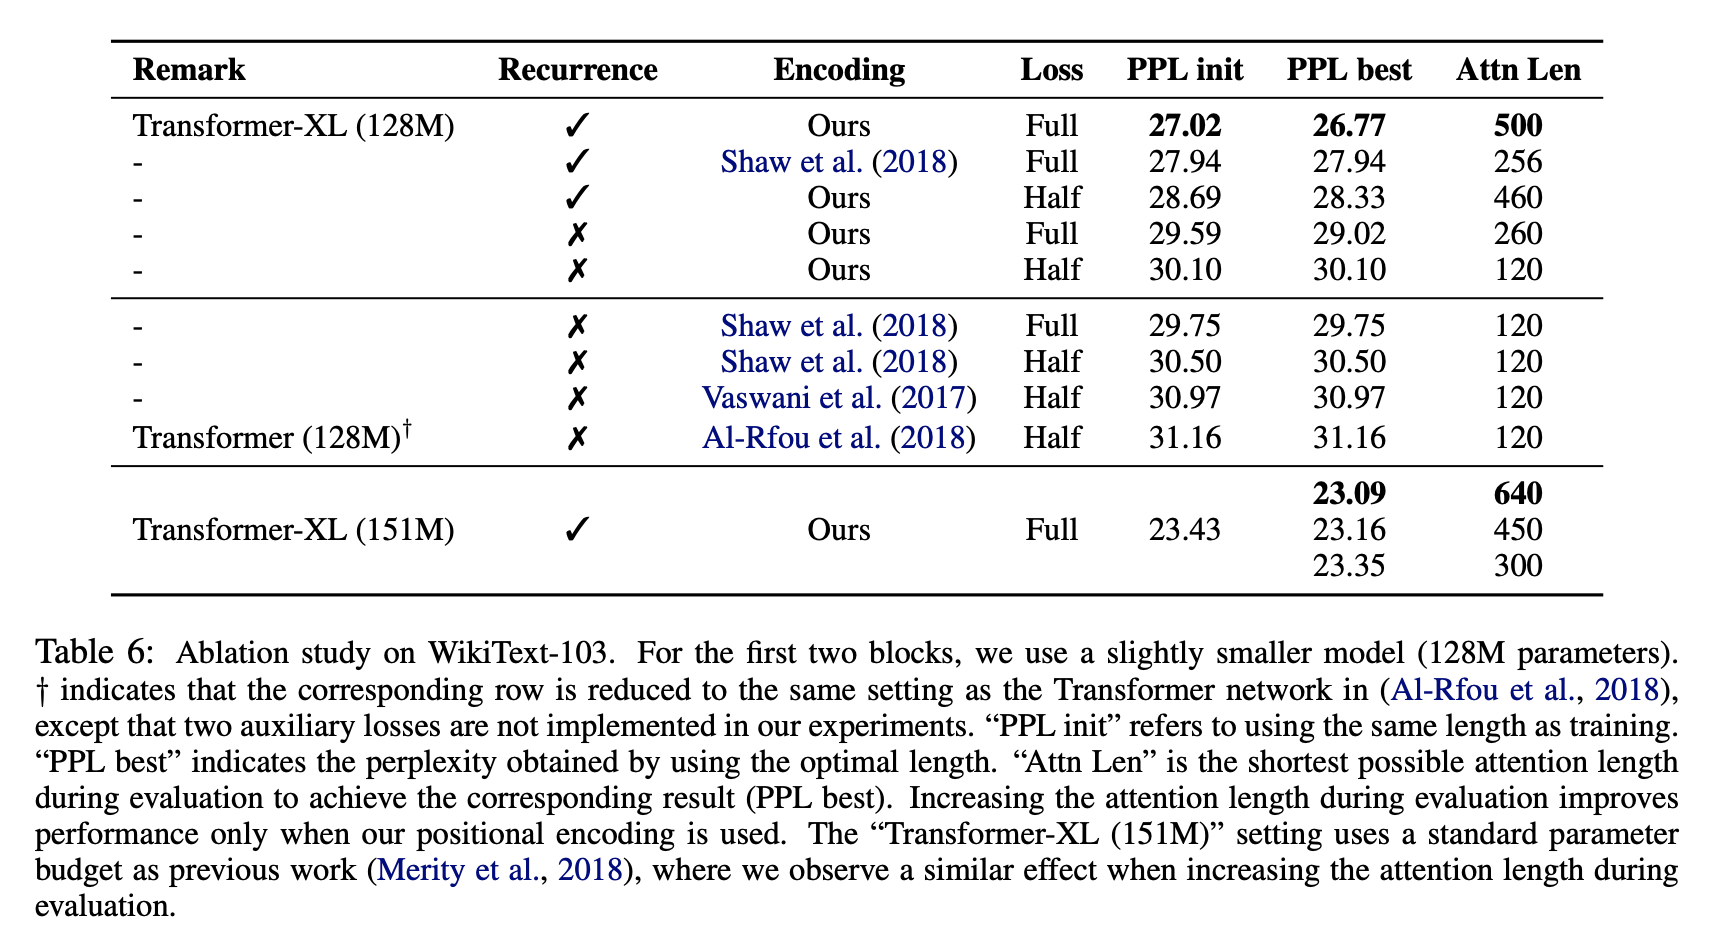 Remark Recurrence Encoding Loss PPL init PPL best Attn Len
Transformer-XL (128M) ✓ Ours Full 27.02 26.77 500
- ✓ Shaw et al. (2018) Full 27.94 27.94 256
- ✓ Ours Half 28.69 28.33 460
- ✗ Ours Full 29.59 29.02 260
- ✗ Ours Half 30.10 30.10 120
- ✗ Shaw et al. (2018) Full 29.75 29.75 120
- ✗ Shaw et al. (2018) Half 30.50 30.50 120
- ✗ Vaswani et al. (2017) Half 30.97 30.97 120
Transformer (128M)† ✗ Al-Rfou et al. (2018) Half 31.16 31.16 120
23.09 640
Transformer-XL (151M) ✓ Ours Full 23.43 23.16 450
23.35 300
Table 6: Ablation study on WikiText-103. For the first two blocks, we use a slightly smaller model (128M parameters).
† indicates that the corresponding row is reduced to the same setting as the Transformer network in (Al-Rfou et al., 2018),
except that two auxiliary losses are not implemented in our experiments. “PPL init” refers to using the same length as training.
“PPL best” indicates the perplexity obtained by using the optimal length. “Attn Len” is the shortest possible attention length
during evaluation to achieve the corresponding result (PPL best). Increasing the attention length during evaluation improves
performance only when our positional encoding is used. The “Transformer-XL (151M)” setting uses a standard parameter
budget as previous work (Merity et al., 2018), where we observe a similar effect when increasing the attention length during
evaluation.